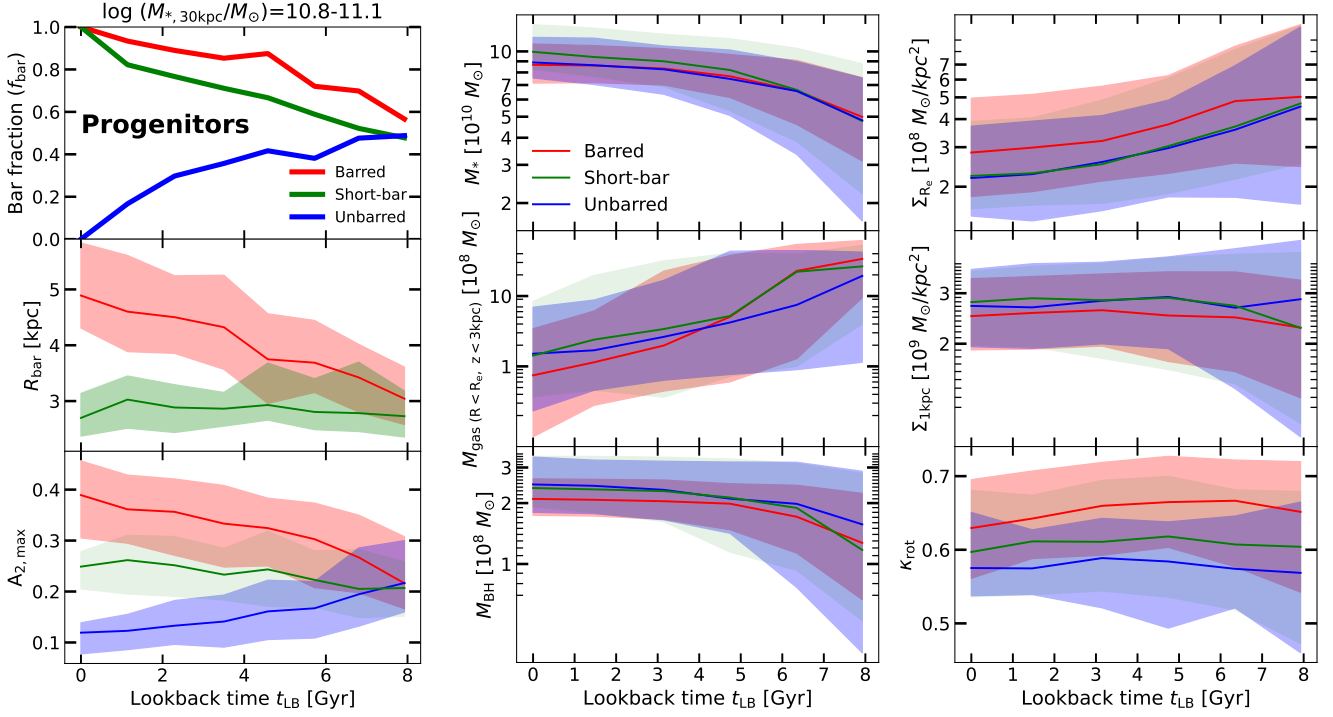 log (M*,30kpc/M⊙)=10.8-11.1
Bar fraction (fbar)
1.0
0.8
0.6
0.4
0.2
0.0
Progenitors
Barred
Short-bar
Unbarred
Rbar [kpc]
5
4
3
A2,max
0.4
0.3
0.2
0.1
0 2 4 6 8
Lookback time tLB [Gyr]
M* [10^10 M⊙]
10
7
6
5
4
3
2
Barred
Short-bar
Unbarred
Mgas (R < Re, z < 3kpc) [10^8 M⊙]
10
1
MBH [10^8 M⊙]
3
2
1
0 1 2 3 4 5 6 7 8
Lookback time tLB [Gyr]
ΣRe [10^8 M⊙/kpc^2]
7
6
5
4
3
2
Σ1kpc [10^9 M⊙/kpc^2]
3
2
κrot
0.7
0.6
0.5
0 1 2 3 4 5 6 7 8
Lookback time tLB [Gyr]